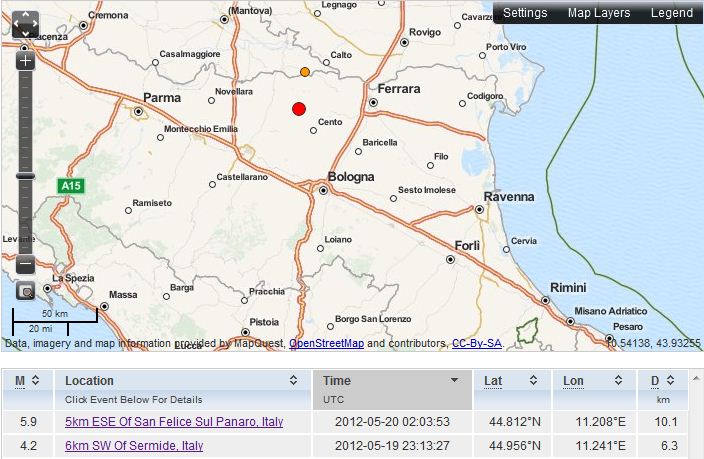 Settings Map Layers Legend
Cremona
(Mantova)
Legnago
Cavarze
Piacenza
Rovigo
Casalmaggiore
Calto
Porto Viro
Parma
Novellara
Ferrara
Codigoro
Cento
Montecchio Emilia
Baricella
Filo
A15
Castellarano
Bologna
Sesto Imolese
Ravenna
Ramiseto
Levante
Loiano
Forlì
Cervia
La Spezia
Barga
Massa
Pracchia
Rimini
50 km
20 mi
Borgo San Lorenzo
Misano Adriatico
Pistoia
Pesaro
Lucca
Data, imagery and map information provided by MapQuest, OpenStreetMap and contributors, CC-By-SA.
10.54138, 43.93255
M Location Time Lat Lon D
Click Event Below For Details UTC km
5.9 5km ESE Of San Felice Sul Panaro, Italy 2012-05-20 02:03:53 44.812°N 11.208°E 10.1
4.2 6km SW Of Sermide, Italy 2012-05-19 23:13:27 44.956°N 11.241°E 6.3